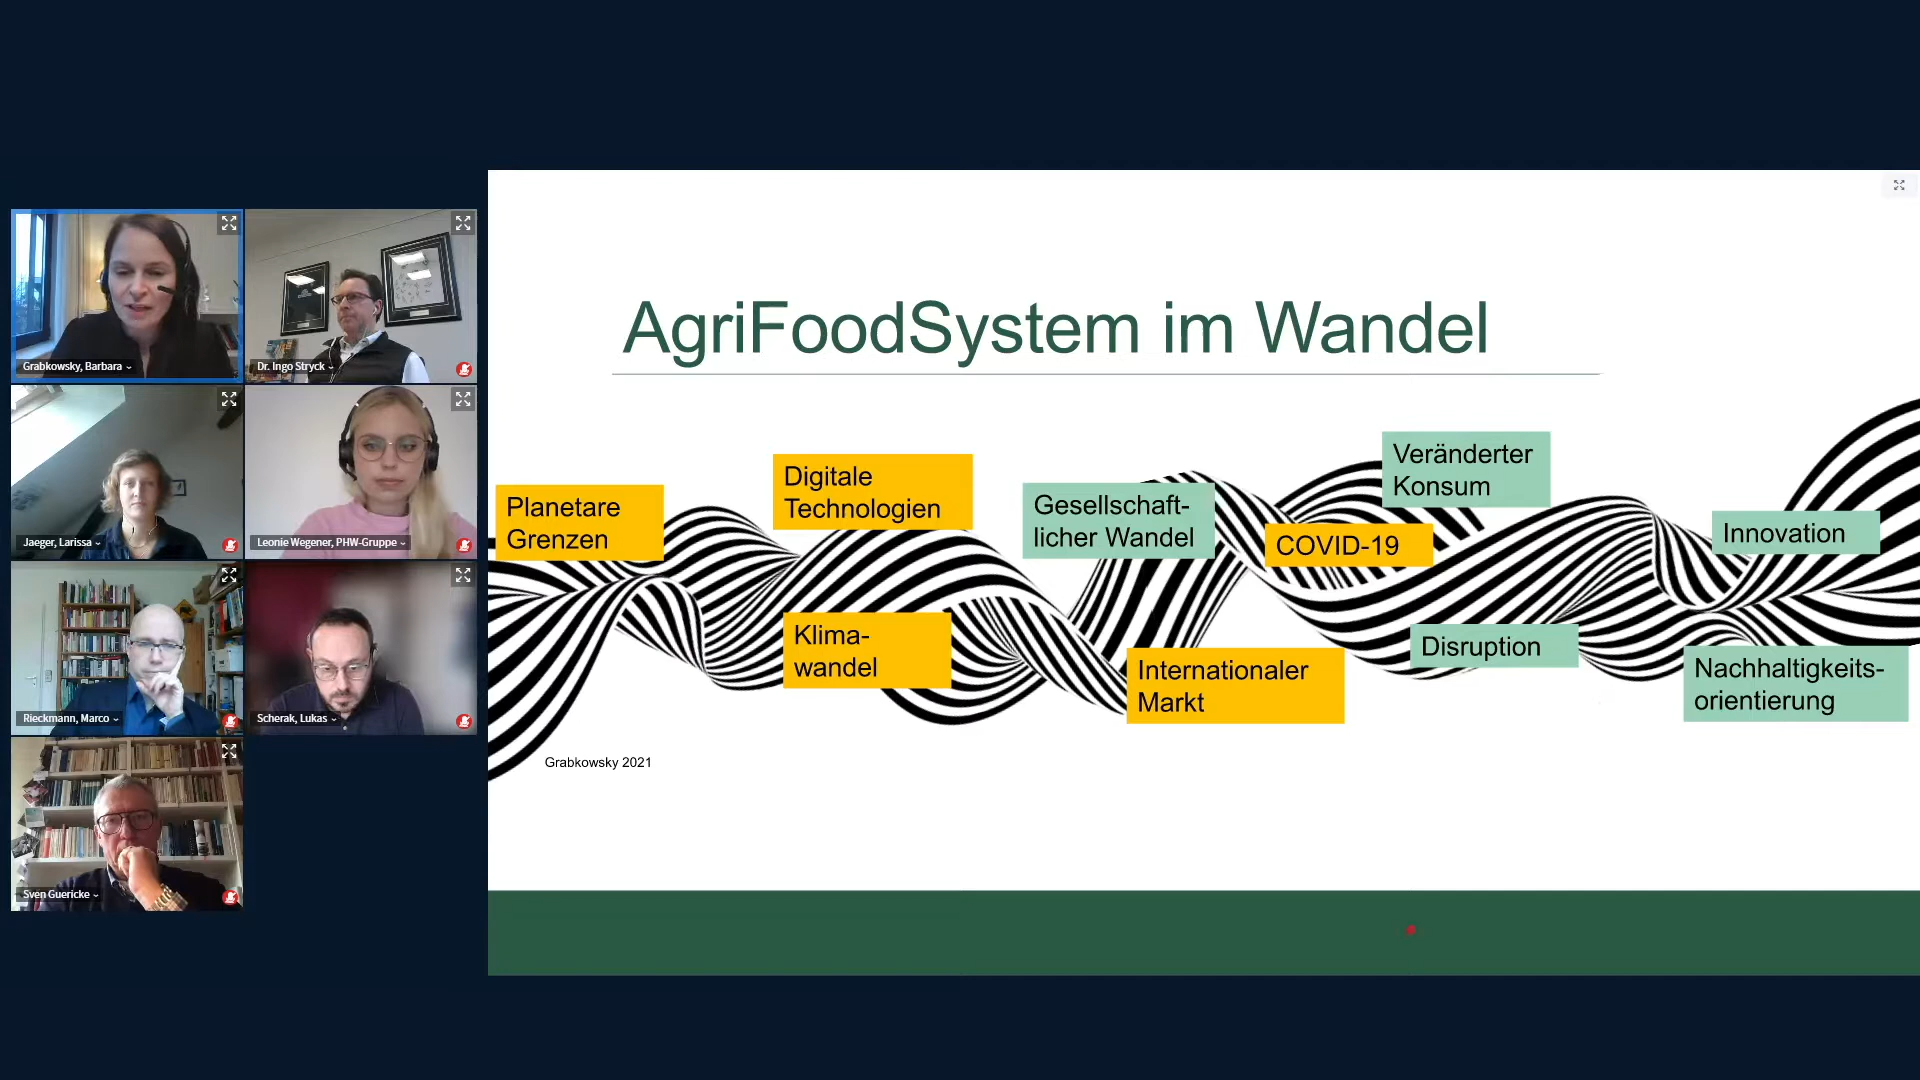 Grabkowsky, Barbara
Dr. Ingo Stryck
Jaeger, Larissa
Leonie Wegener, PHW-Gruppe
Rieckmann, Marco
Scherak, Lukas
Sven Guericke
AgriFoodSystem im Wandel
Planetare
Grenzen
Digitale
Technologien
Klima-
wandel
Gesellschaft-
licher Wandel
Internationaler
Markt
COVID-19
Veränderter
Konsum
Disruption
Innovation
Nachhaltigkeits-
orientierung
Grabkowsky 2021